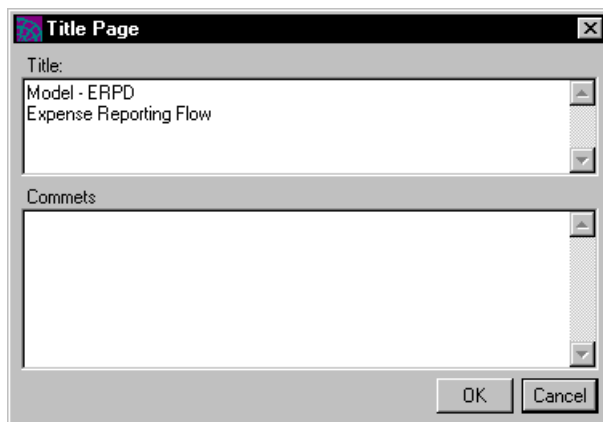 Title Page
Title:
Model - ERPD
Expense Reporting Flow
Commets
OK Cancel